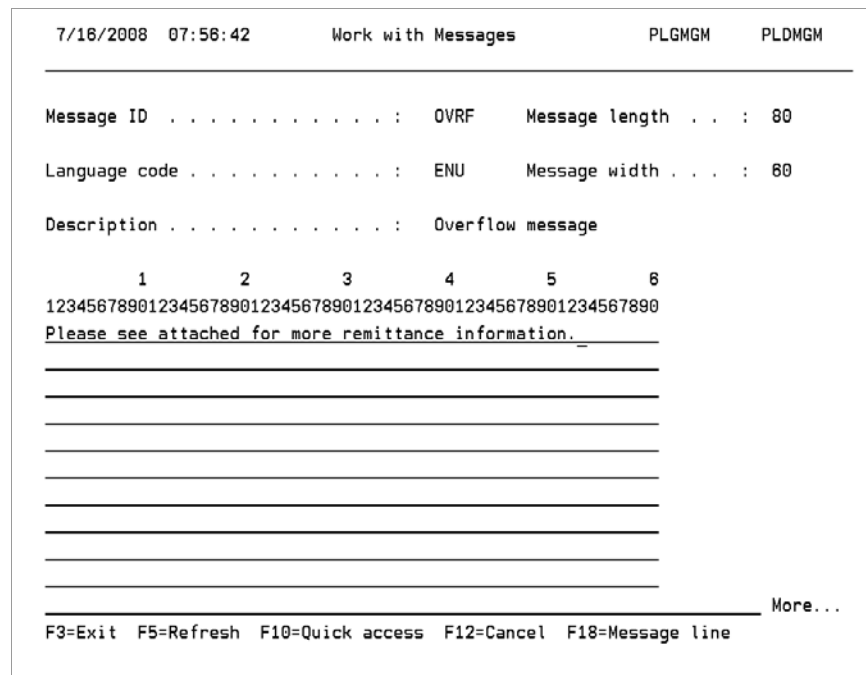 7/16/2008 07:56:42 Work with Messages PLGMGM PLDMGM
Message ID . . . . . . . . . . . : OVRF Message length . . : 80
Language code . . . . . . . . . . : ENU Message width . . . : 60
Description . . . . . . . . . . . : Overflow message
1 2 3 4 5 6
123456789012345678901234567890123456789012345678901234567890
Please see attached for more remittance information._
More...
F3=Exit F5=Refresh F10=Quick access F12=Cancel F18=Message line